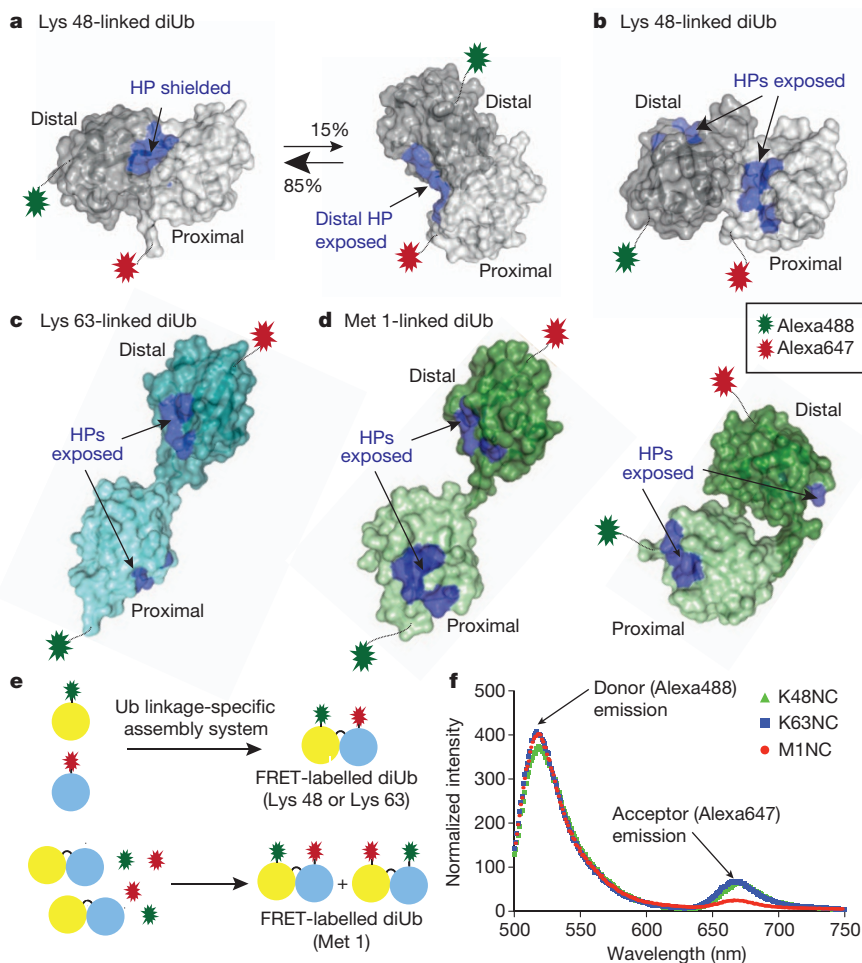 a Lys 48-linked diUb
HP shielded
Distal
Proximal
15%
85%
Distal
Distal HP
exposed
Proximal
b Lys 48-linked diUb
HPs exposed
Distal
Proximal
c Lys 63-linked diUb
Distal
HPs
exposed
Proximal
d Met 1-linked diUb
Distal
HPs
exposed
Proximal
Alexa488
Alexa647
Distal
HPs
exposed
Proximal
e
Ub linkage-specific
assembly system
FRET-labelled diUb
(Lys 48 or Lys 63)
+
FRET-labelled diUb
(Met 1)
f
Normalized intensity
500
400
300
200
100
0
Donor (Alexa488)
emission
K48NC
K63NC
M1NC
Acceptor (Alexa647)
emission
500 550 600 650 700 750
Wavelength (nm)